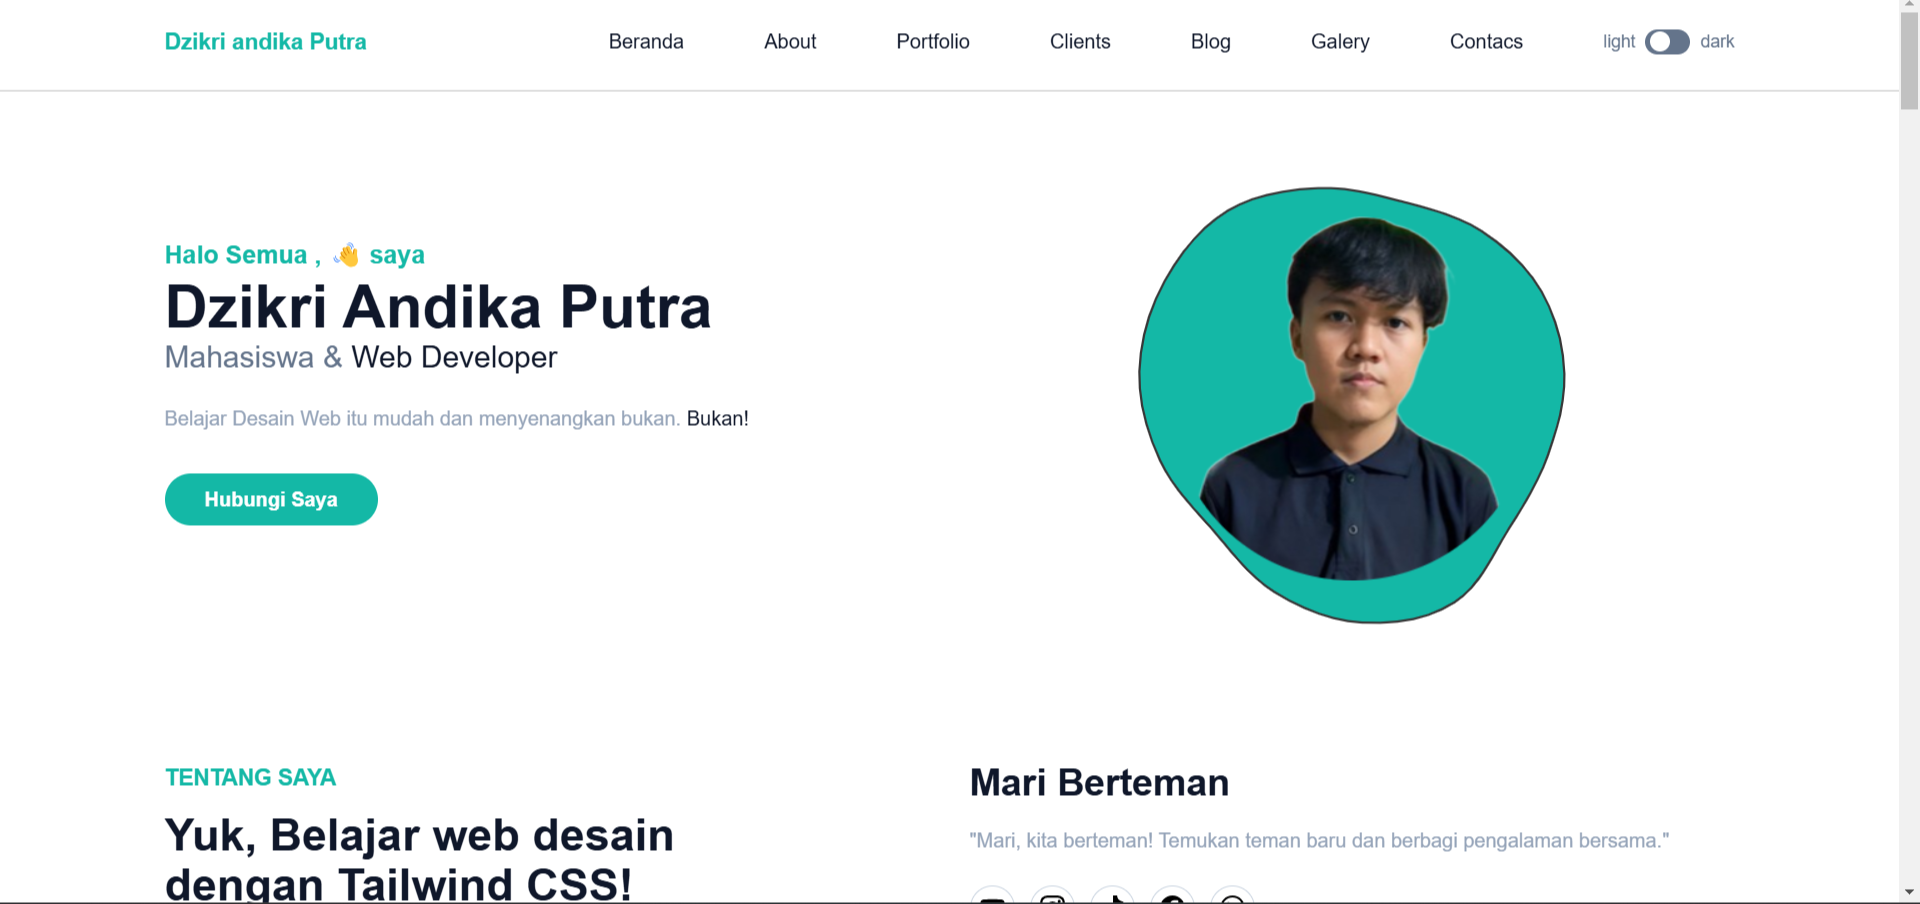 Dzikri andika Putra
Beranda
About
Portfolio
Clients
Blog
Galery
Contacs
light
dark
Halo Semua , 👋 saya
Dzikri Andika Putra
Mahasiswa & Web Developer
Belajar Desain Web itu mudah dan menyenangkan bukan. Bukan!
Hubungi Saya
TENTANG SAYA
Yuk, Belajar web desain
dengan Tailwind CSS!
Mari Berteman
"Mari, kita berteman! Temukan teman baru dan berbagi pengalaman bersama."